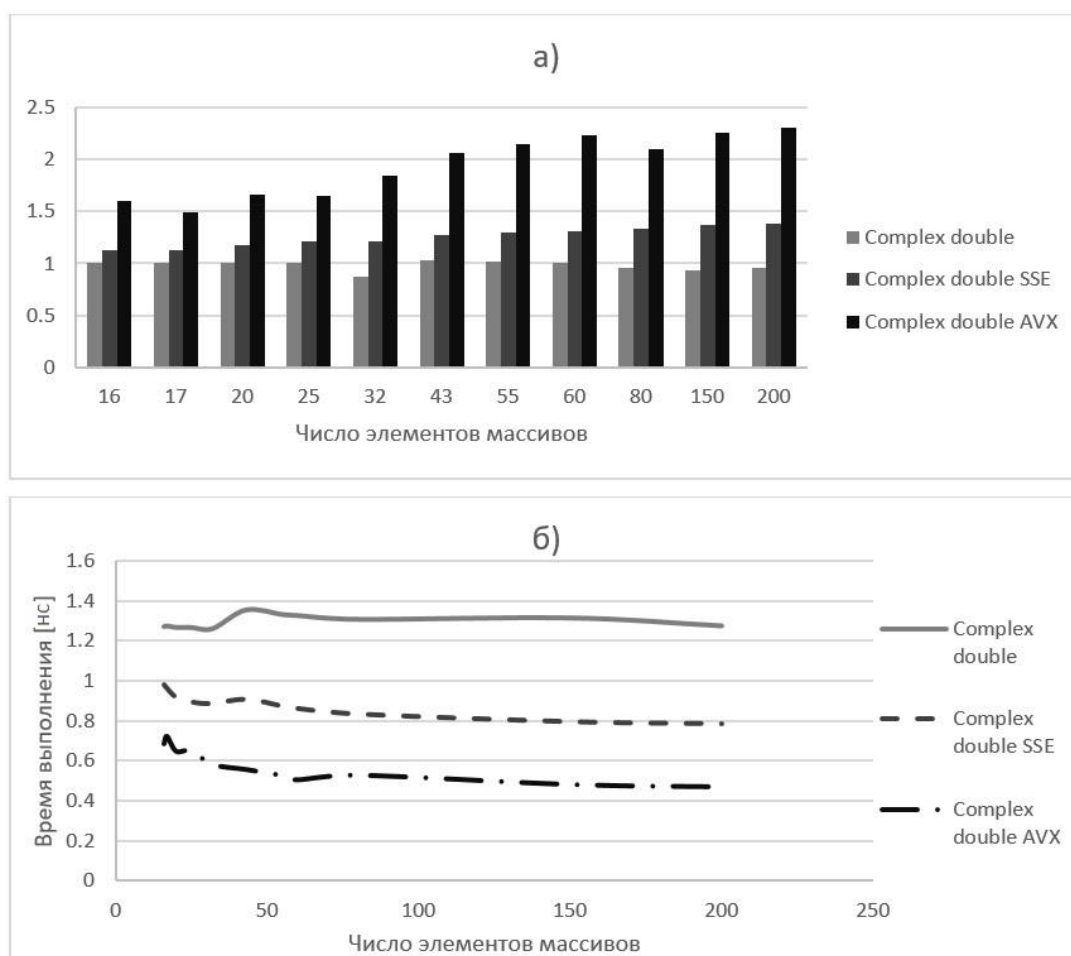 а)
2.5
2
1.5
1
0.5
0
16 17 20 25 32 43 55 60 80 150 200
Число элементов массивов
Complex double
Complex double SSE
Complex double AVX
б)
Время выполнения [нс]
1.6
1.4
1.2
1
0.8
0.6
0.4
0.2
0
0 50 100 150 200 250
Число элементов массивов
Complex
double
Complex
double SSE
Complex
double AVX